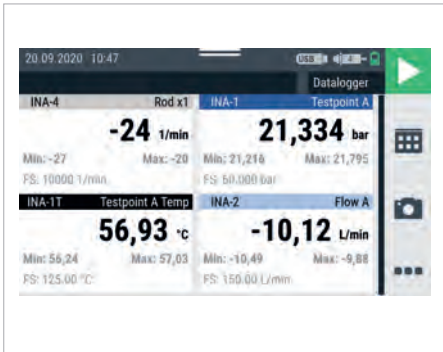 20.09.2020 10:47 USB
Datalogger
INA-4 Rod x1
-24 1/min
Min: -27 Max: -20
FS: 10000 1/min
INA-1 Testpoint A
21,334 bar
Min: 21,216 Max: 21,795
FS: 60.000 bar
INA-1T Testpoint A Temp
56,93 °C
Min: 56,24 Max: 57,03
FS: 125.00 °C
INA-2 Flow A
-10,12 L/min
Min: -10,49 Max: -9,88
FS: 150.00 L/min